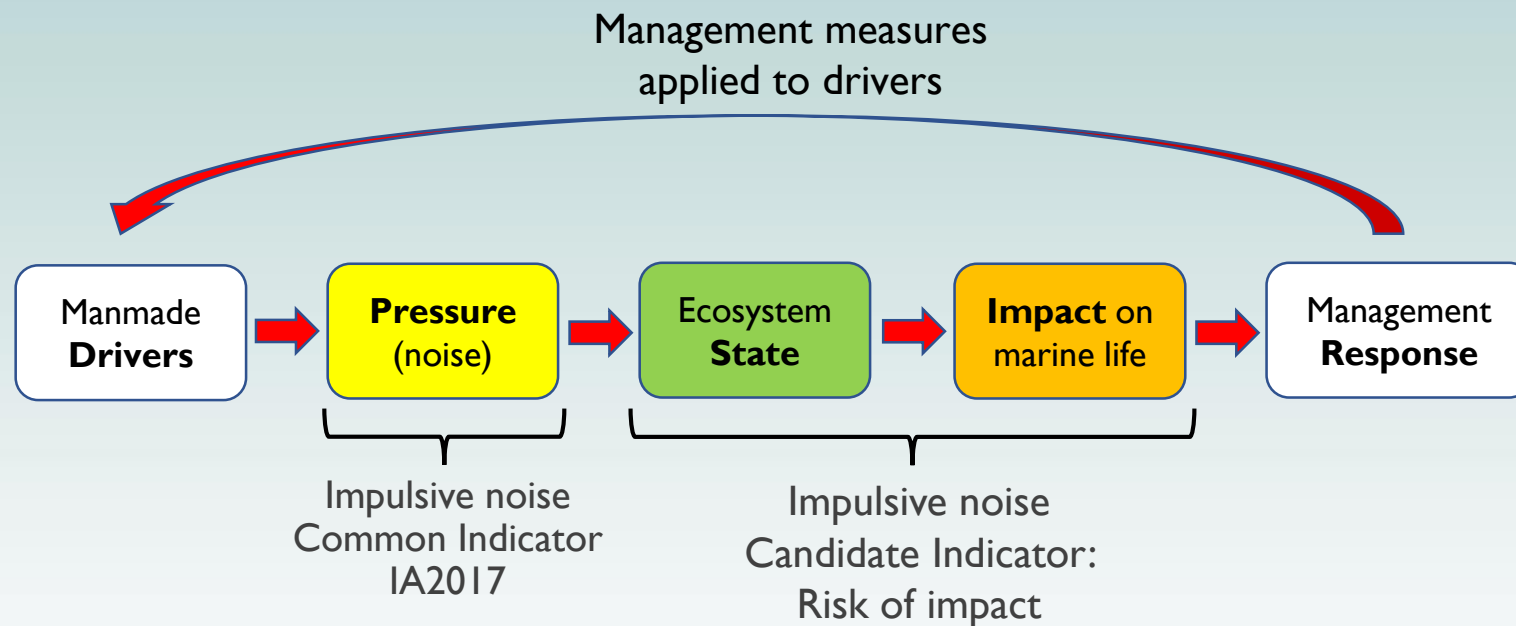 Management measures
applied to drivers
Manmade
Drivers
Pressure
(noise)
Ecosystem
State
Impact on
marine life
Management
Response
Impulsive noise
Common Indicator
IA2017
Impulsive noise
Candidate Indicator:
Risk of impact